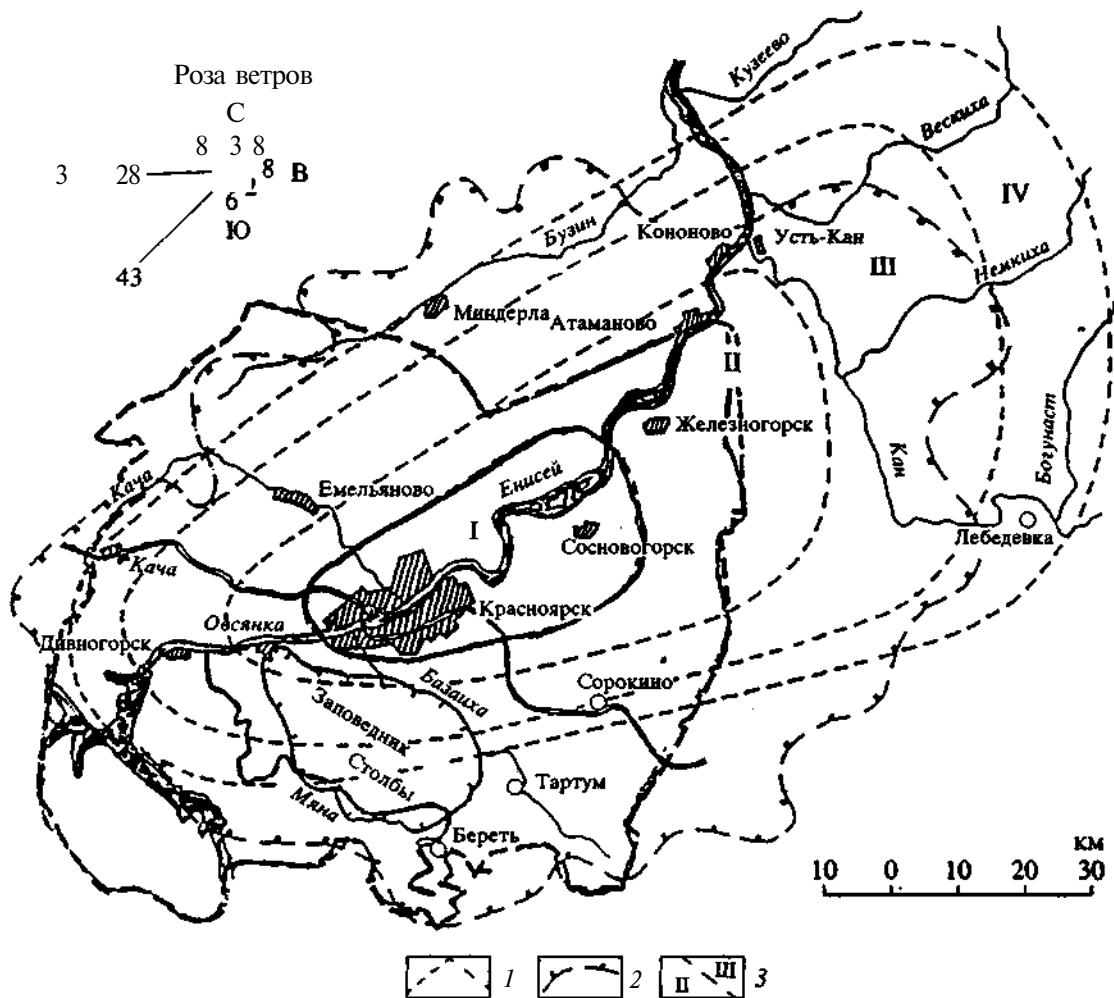 Роза ветров
С
8 3 8
3 28 8 В
6
Ю
43
Кузеево
Вескиха
IV
Бузин
Кононово
Усть-Кан
III
Немкиха
Миндерла
Атаманово
II
Железногорск
Богунаст
Кан
Кача
Емельяново
Енисей
I
Сосновогорск
Лебедевка
Кача
Овсянка
Красноярск
Дивногорск
Базаиха
Сорокино
Заповедник
Столбы
Тартум
Мяна
Береть
км
10 0 10 20 30
1
2
II III 3